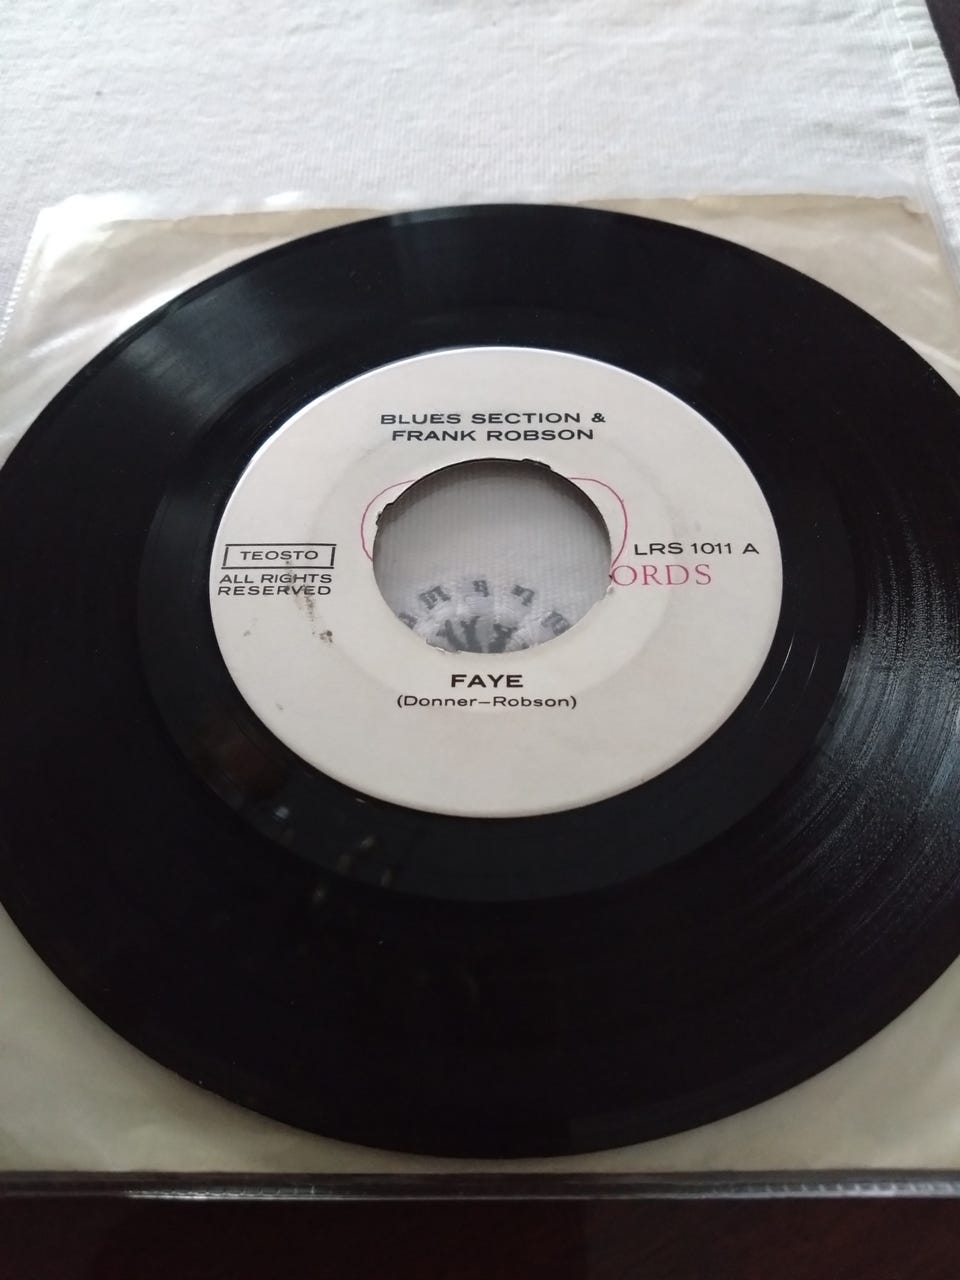 BLUES SECTION &
FRANK ROBSON
TEOSTO
ALL RIGHTS
RESERVED
LRS 1011 A
ORDS
FAYE
(Donner—Robson)